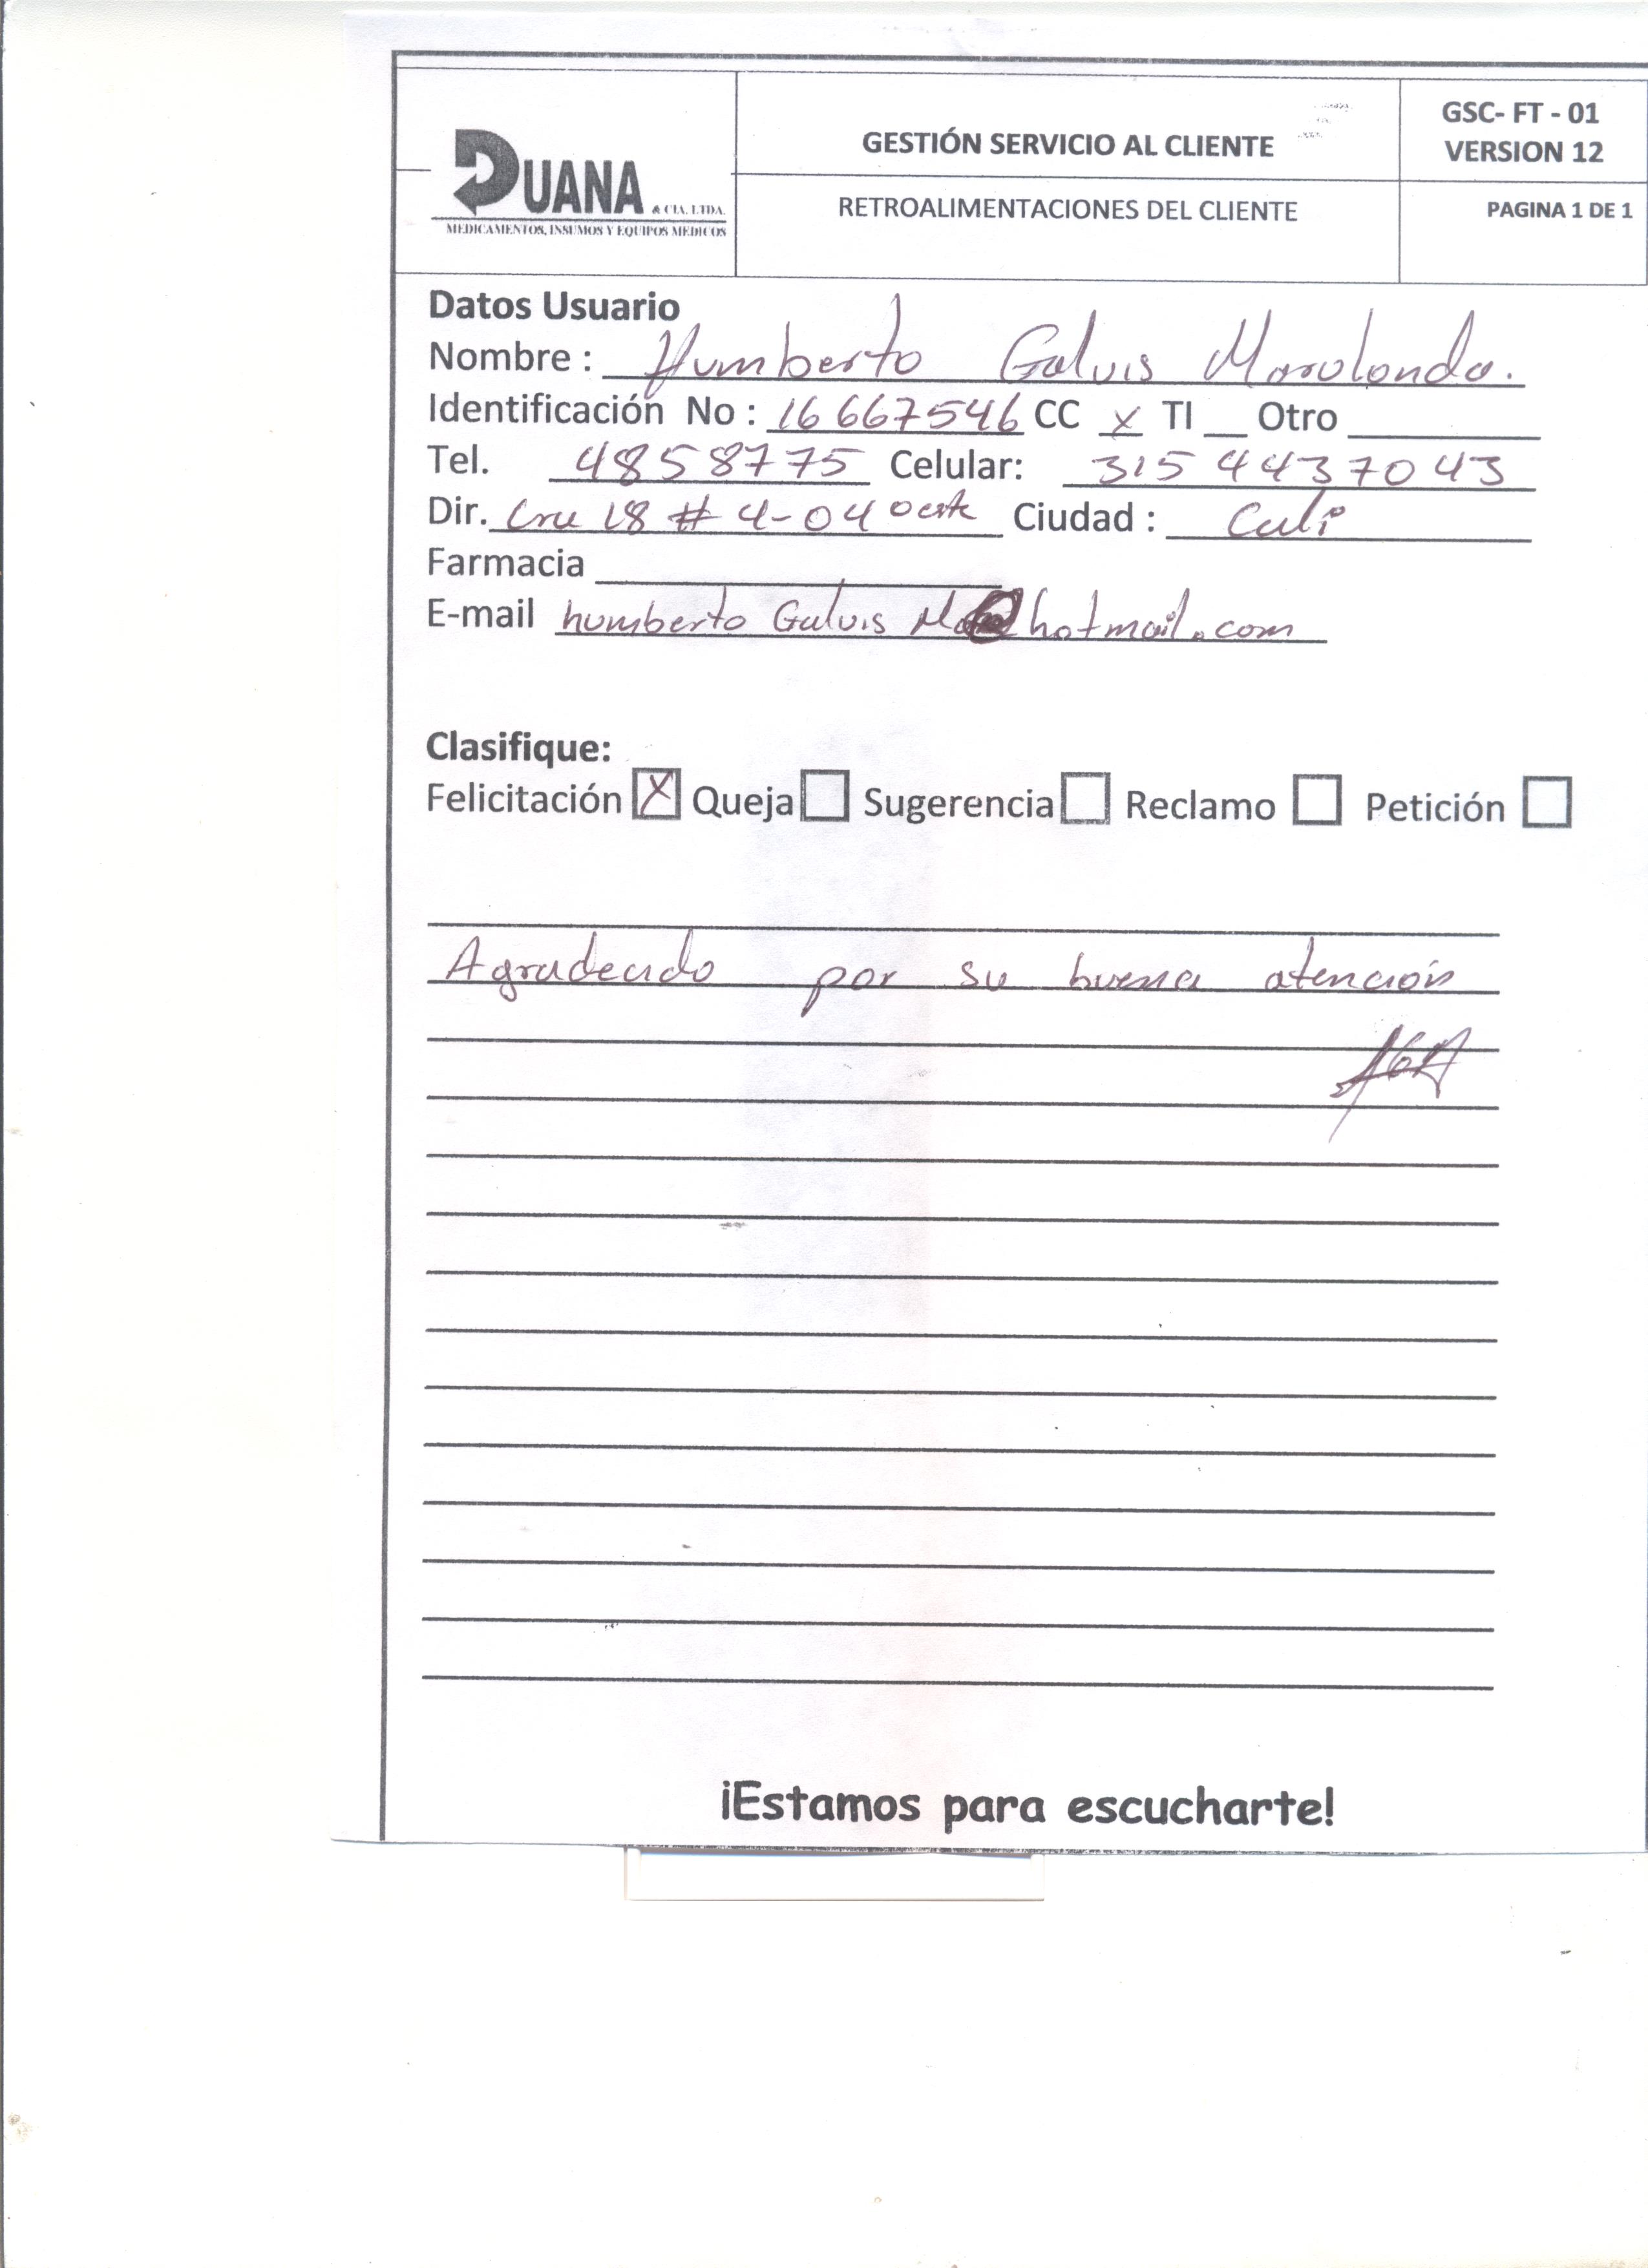 DUANA & CIA. LTDA.
MEDICAMENTOS, INSUMOS Y EQUIPOS MEDICOS
GESTIÓN SERVICIO AL CLIENTE
RETROALIMENTACIONES DEL CLIENTE
GSC- FT - 01
VERSION 12
PAGINA 1 DE 1
Datos Usuario
Nombre : Humberto Galvis Marulanda.
Identificación No : 16 667546 CC X TI __ Otro
Tel. 4858775 Celular: 315 4437043
Dir. Cra 18 # 4-04 Oeste Ciudad : Cali
Farmacia
E-mail humberto Galvis M@hotmail.com
Clasifique:
Felicitación X Queja Sugerencia Reclamo Petición
Agradecido por su buena atención
¡Estamos para escucharte!